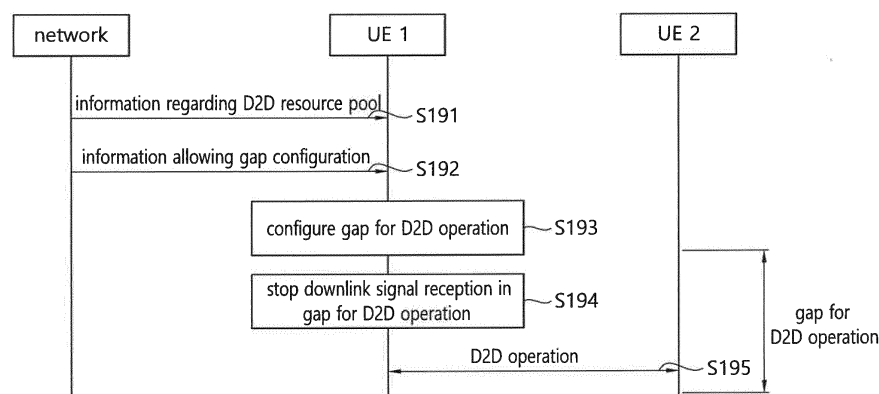 network
UE 1
UE 2
information regarding D2D resource pool
S191
information allowing gap configuration
S192
configure gap for D2D operation
S193
stop downlink signal reception in
gap for D2D operation
S194
gap for
D2D operation
D2D operation
S195